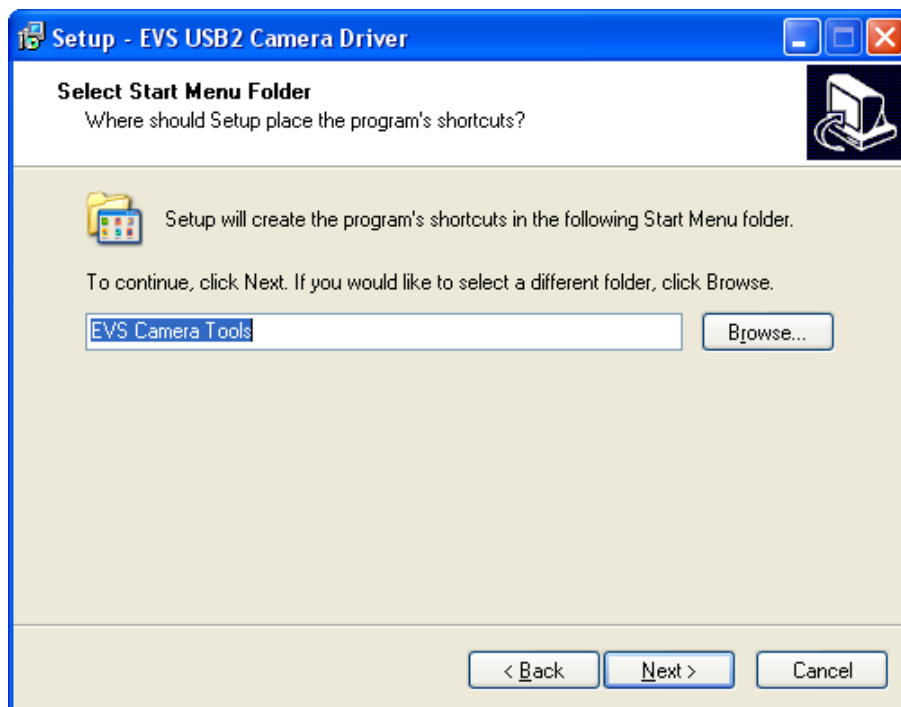 Setup - EVS USB2 Camera Driver
Select Start Menu Folder
Where should Setup place the program's shortcuts?
Setup will create the program's shortcuts in the following Start Menu folder.
To continue, click Next. If you would like to select a different folder, click Browse.
EVS Camera Tools
Browse...
< Back
Next >
Cancel